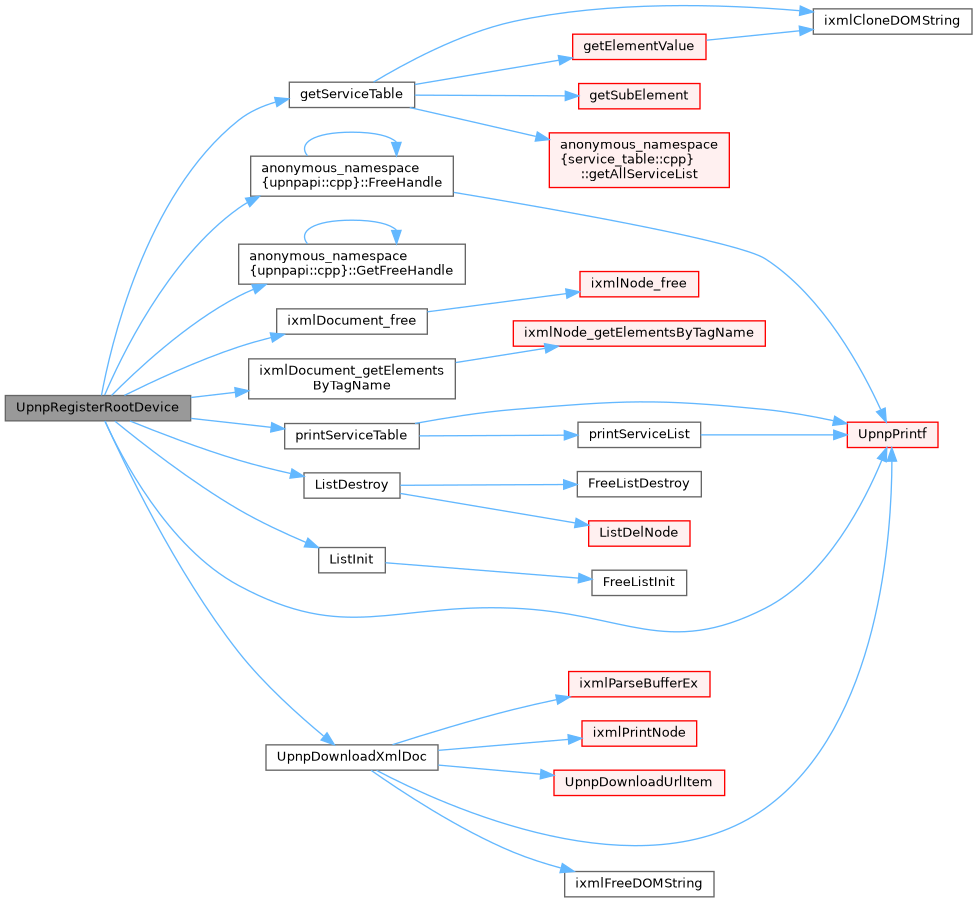 ixmlCloneDOMString
getElementValue
getServiceTable
getSubElement
anonymous_namespace
{service_table::cpp}
::getAllServiceList
anonymous_namespace
{upnpapi::cpp}::FreeHandle
anonymous_namespace
{upnpapi::cpp}::GetFreeHandle
ixmlNode_free
ixmlDocument_free
ixmlNode_getElementsByTagName
ixmlDocument_getElements
ByTagName
UpnpRegisterRootDevice
printServiceTable
printServiceList
UpnpPrintf
ListDestroy
FreeListDestroy
ListDelNode
ListInit
FreeListInit
ixmlParseBufferEx
ixmlPrintNode
UpnpDownloadXmlDoc
UpnpDownloadUrlItem
ixmlFreeDOMString